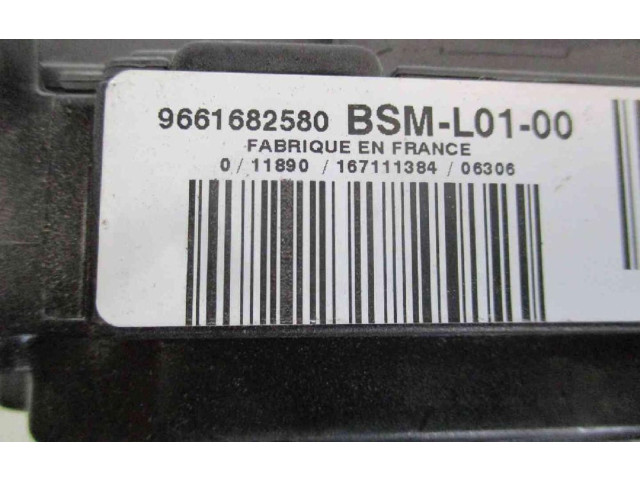 9661682580 BSM-L01-00
FABRIQUE EN FRANCE
0/11890 /167111384 / 06306